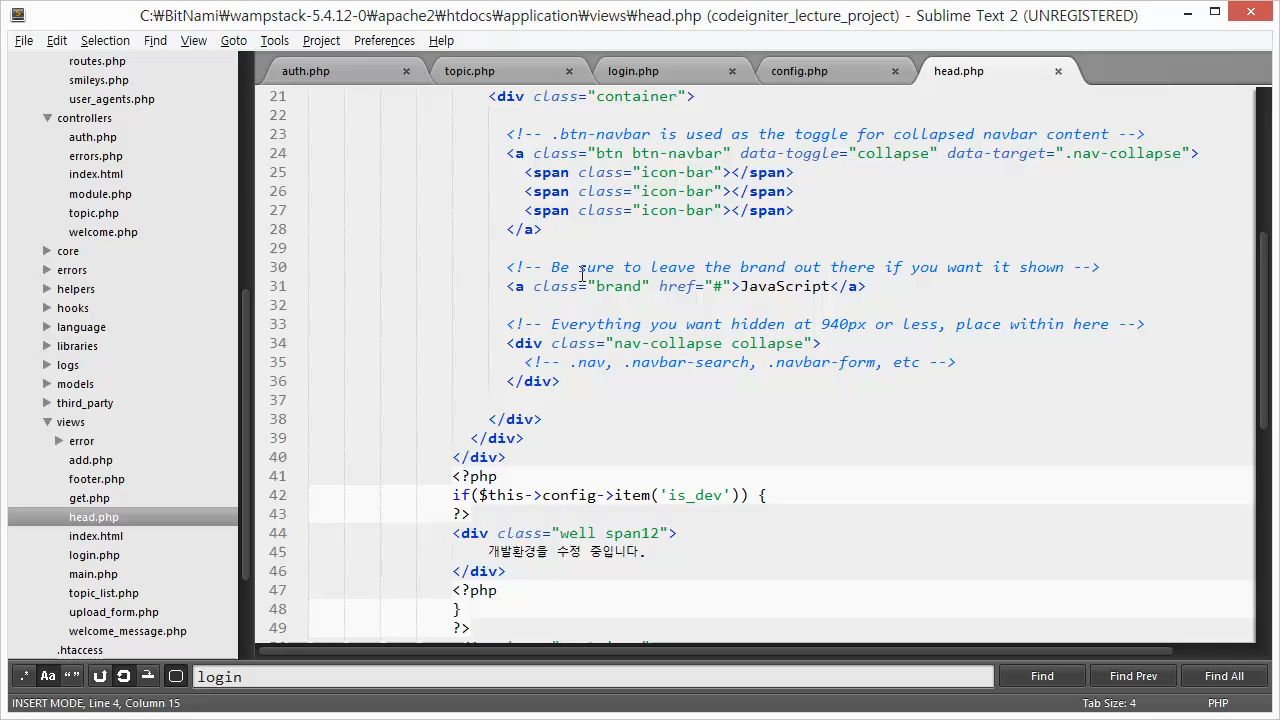 C:₩BitNami₩wampstack-5.4.12-0₩apache2₩htdocs₩application₩views₩head.php (codeigniter_lecture_project) - Sublime Text 2 (UNREGISTERED)
File Edit Selection Find View Goto Tools Project Preferences Help
routes.php
smileys.php
user_agents.php
controllers
auth.php
errors.php
index.html
module.php
topic.php
welcome.php
core
errors
helpers
hooks
language
libraries
logs
models
third_party
views
error
add.php
footer.php
get.php
head.php
index.html
login.php
main.php
topic_list.php
upload_form.php
welcome_message.php
.htaccess
auth.php × topic.php × login.php × config.php × head.php ×
21 <div class="container">
22
23 <!-- .btn-navbar is used as the toggle for collapsed navbar content -->
24 <a class="btn btn-navbar" data-toggle="collapse" data-target=".nav-collapse">
25 <span class="icon-bar"></span>
26 <span class="icon-bar"></span>
27 <span class="icon-bar"></span>
28 </a>
29
30 <!-- Be sure to leave the brand out there if you want it shown -->
31 <a class="brand" href="#">JavaScript</a>
32
33 <!-- Everything you want hidden at 940px or less, place within here -->
34 <div class="nav-collapse collapse">
35 <!-- .nav, .navbar-search, .navbar-form, etc -->
36 </div>
37
38 </div>
39 </div>
40 </div>
41 <?php
42 if($this->config->item('is_dev')) {
43 ?>
44 <div class="well span12">
45 개발환경을 수정 중입니다.
46 </div>
47 <?php
48 }
49 ?>
.* Aa “ ” login Find Find Prev Find All
INSERT MODE, Line 4, Column 15 Tab Size: 4 PHP